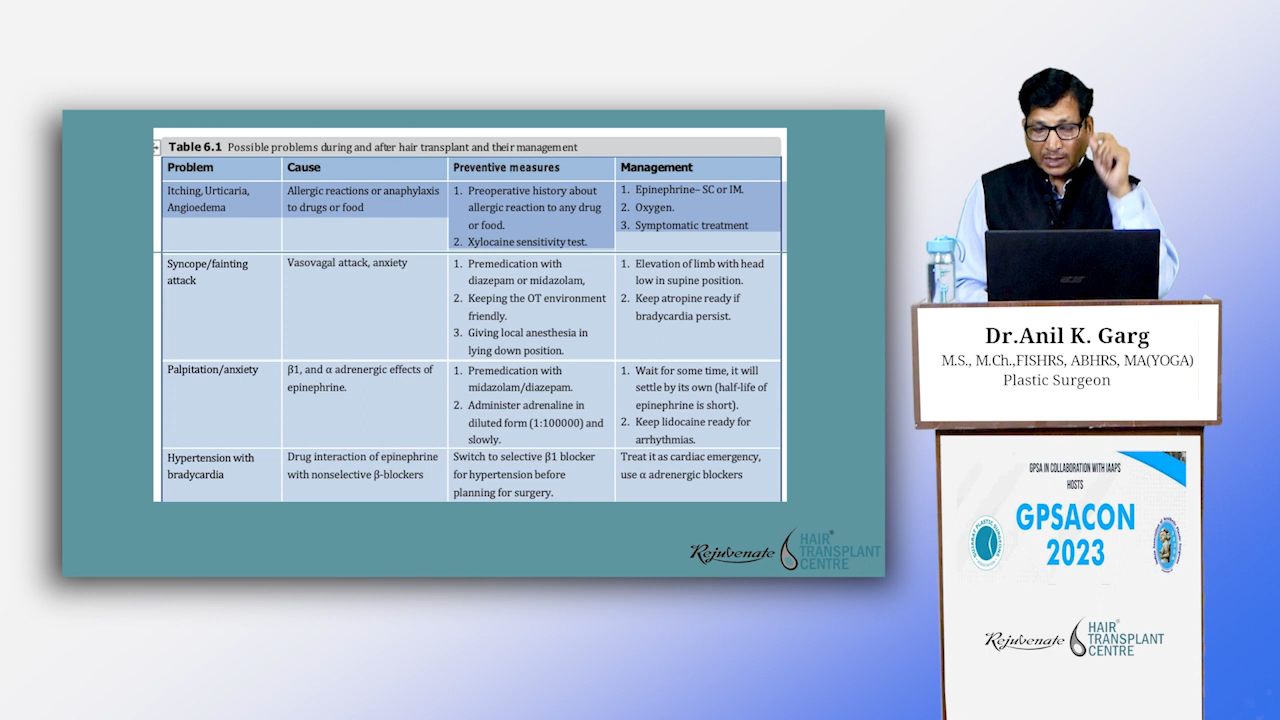 Table 6.1 Possible problems during and after hair transplant and their management
Problem
Cause
Preventive measures
Management
Itching, Urticaria,
Angioedema
Allergic reactions or anaphylaxis
to drugs or food
1. Preoperative history about
allergic reaction to any drug
or food.
2. Xylocaine sensitivity test.
1. Epinephrine– SC or IM.
2. Oxygen.
3. Symptomatic treatment
Syncope/fainting
attack
Vasovagal attack, anxiety
1. Premedication with
diazepam or midazolam,
2. Keeping the OT environment
friendly.
3. Giving local anesthesia in
lying down position.
1. Elevation of limb with head
low in supine position.
2. Keep atropine ready if
bradycardia persist.
Palpitation/anxiety
β1, and α adrenergic effects of
epinephrine.
1. Premedication with
midazolam/diazepam.
2. Administer adrenaline in
diluted form (1:100000) and
slowly.
1. Wait for some time, it will
settle by its own (half-life of
epinephrine is short).
2. Keep lidocaine ready for
arrhythmias.
Hypertension with
bradycardia
Drug interaction of epinephrine
with nonselective β-blockers
Switch to selective β1 blocker
for hypertension before
planning for surgery.
Treat it as cardiac emergency,
use α adrenergic blockers
Rejuvenate
HAIR®
TRANSPLANT
CENTRE
acer
Dr.Anil K. Garg
M.S., M.Ch.,FISHRS, ABHRS, MA(YOGA)
Plastic Surgeon
GPSA IN COLLABORATION WITH IAAPS
HOSTS
GPSACON
2023
Rejuvenate
HAIR®
TRANSPLANT
CENTRE